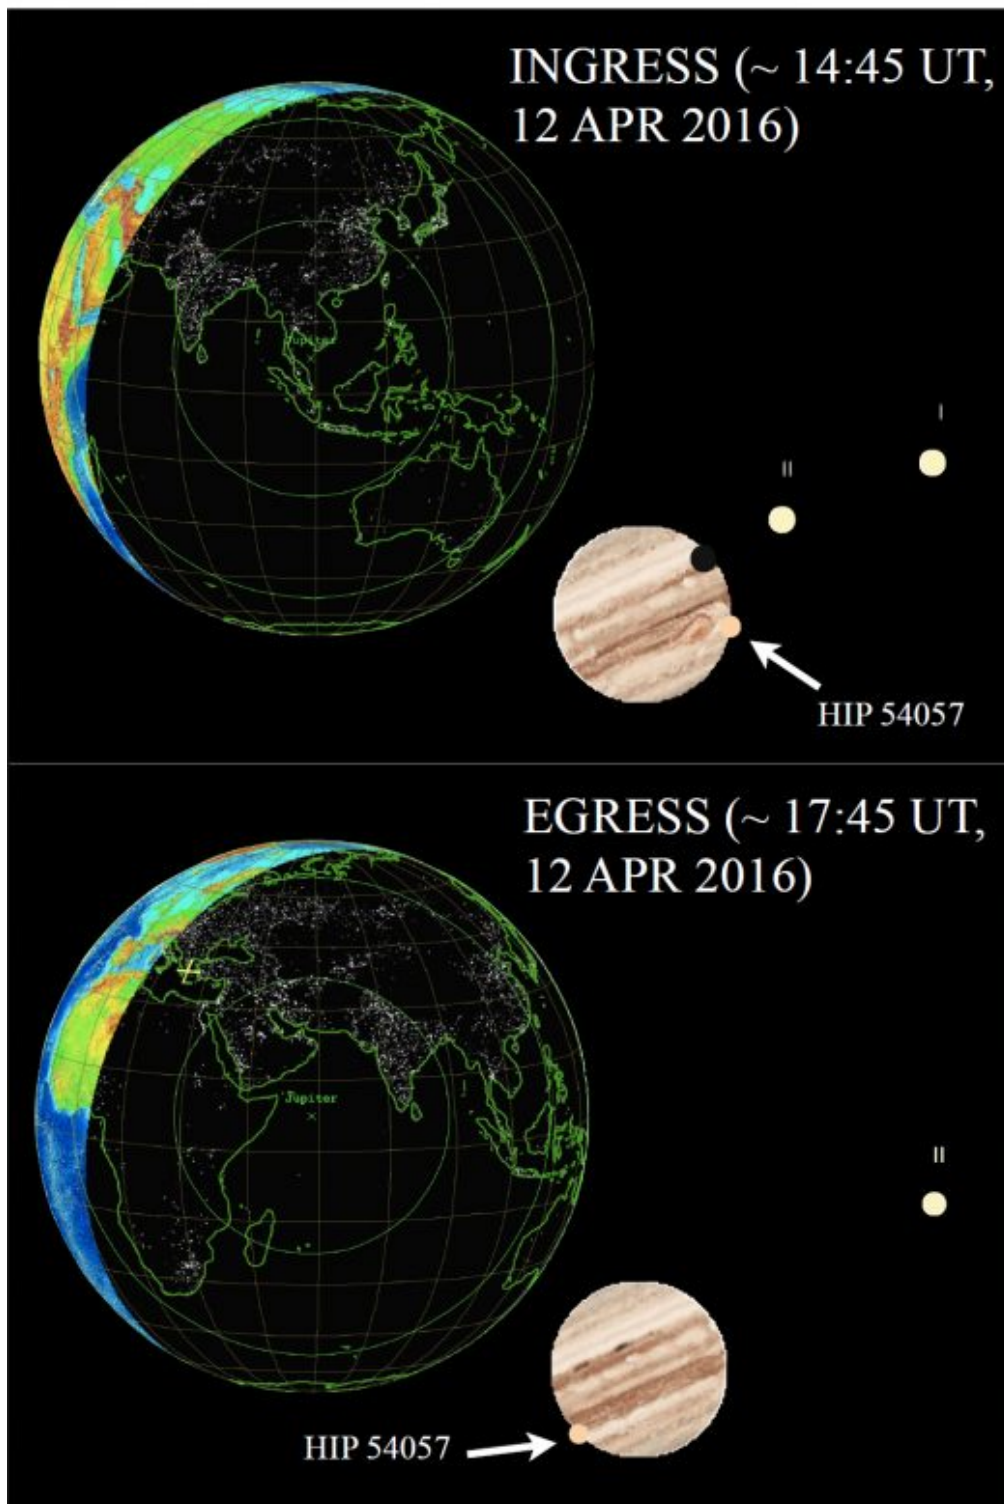 INGRESS (~ 14:45 UT,
12 APR 2016)
Jupiter
I
II
HIP 54057
EGRESS (~ 17:45 UT,
12 APR 2016)
Jupiter
II
HIP 54057